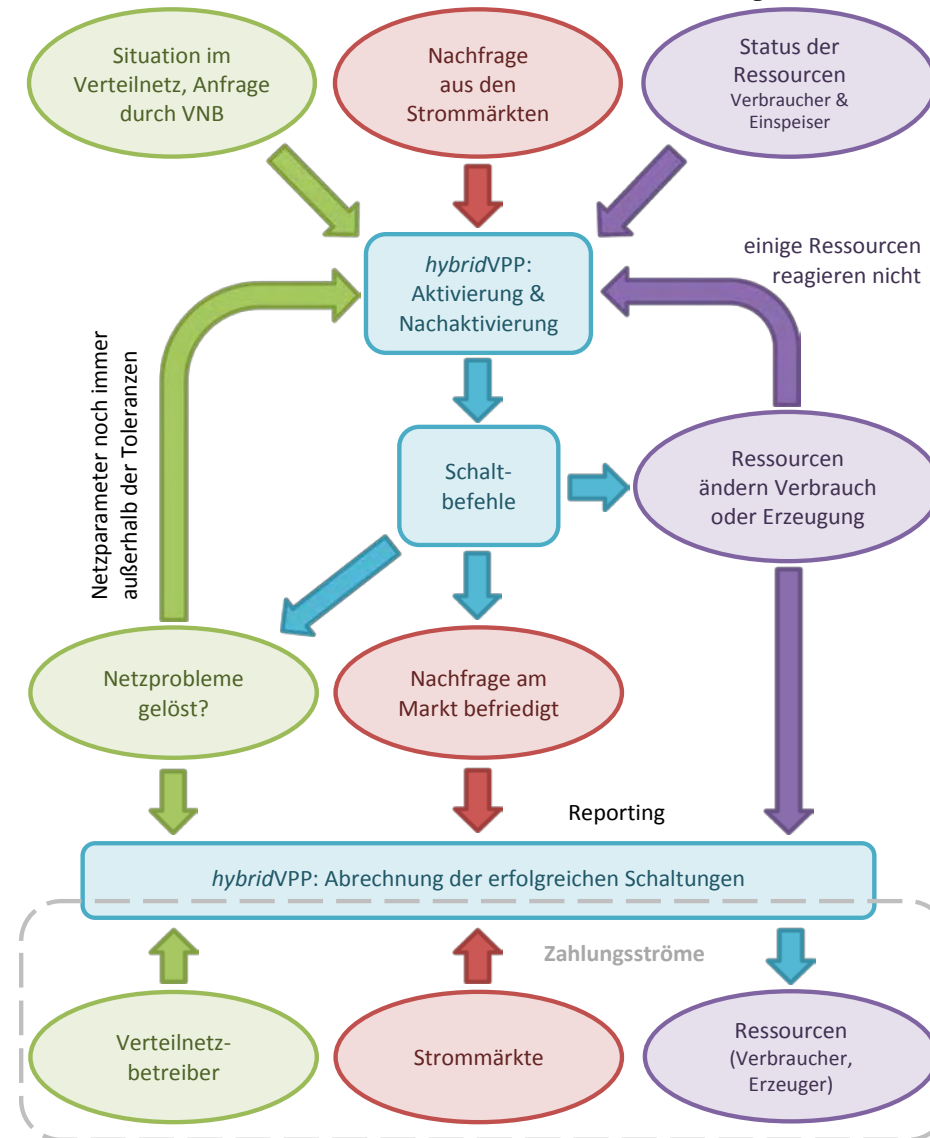 Situation im
Verteilnetz, Anfrage
durch VNB
Nachfrage
aus den
Strommärkten
Status der
Ressourcen
Verbraucher &
Einspeiser
hybridVPP:
Aktivierung &
Nachaktivierung
einige Ressourcen
reagieren nicht
Netzparameter noch immer
außerhalb der Toleranzen
Schalt-
befehle
Ressourcen
ändern Verbrauch
oder Erzeugung
Netzprobleme
gelöst?
Nachfrage am
Markt befriedigt
Reporting
hybridVPP: Abrechnung der erfolgreichen Schaltungen
Zahlungsströme
Verteilnetz-
betreiber
Strommärkte
Ressourcen
(Verbraucher,
Erzeuger)